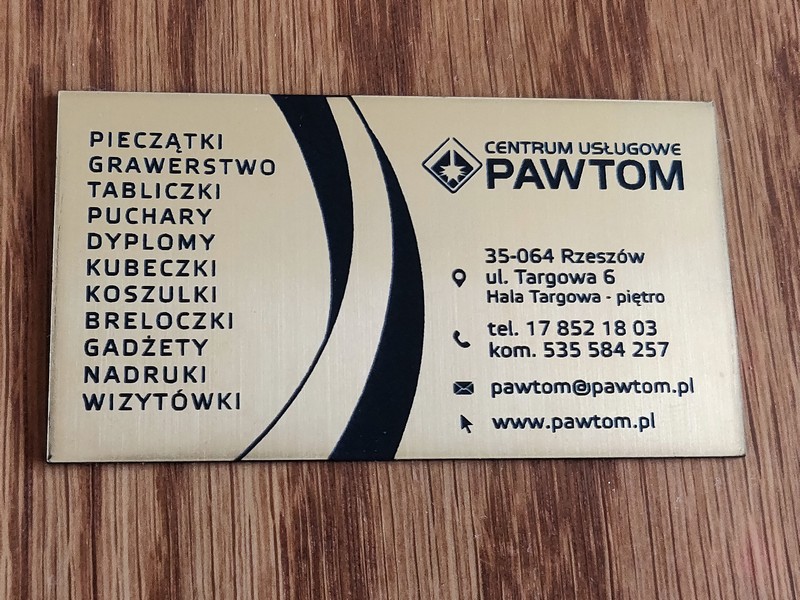 PIECZĄTKI
GRAWERSTWO
TABLICZKI
PUCHARY
DYPLOMY
KUBECZKI
KOSZULKI
BRELOCZKI
GADŻETY
NADRUKI
WIZYTÓWKI
CENTRUM USŁUGOWE
PAWTOM
35-064 Rzeszów
ul. Targowa 6
Hala Targowa - piętro
tel. 17 852 18 03
kom. 535 584 257
pawtom@pawtom.pl
www.pawtom.pl